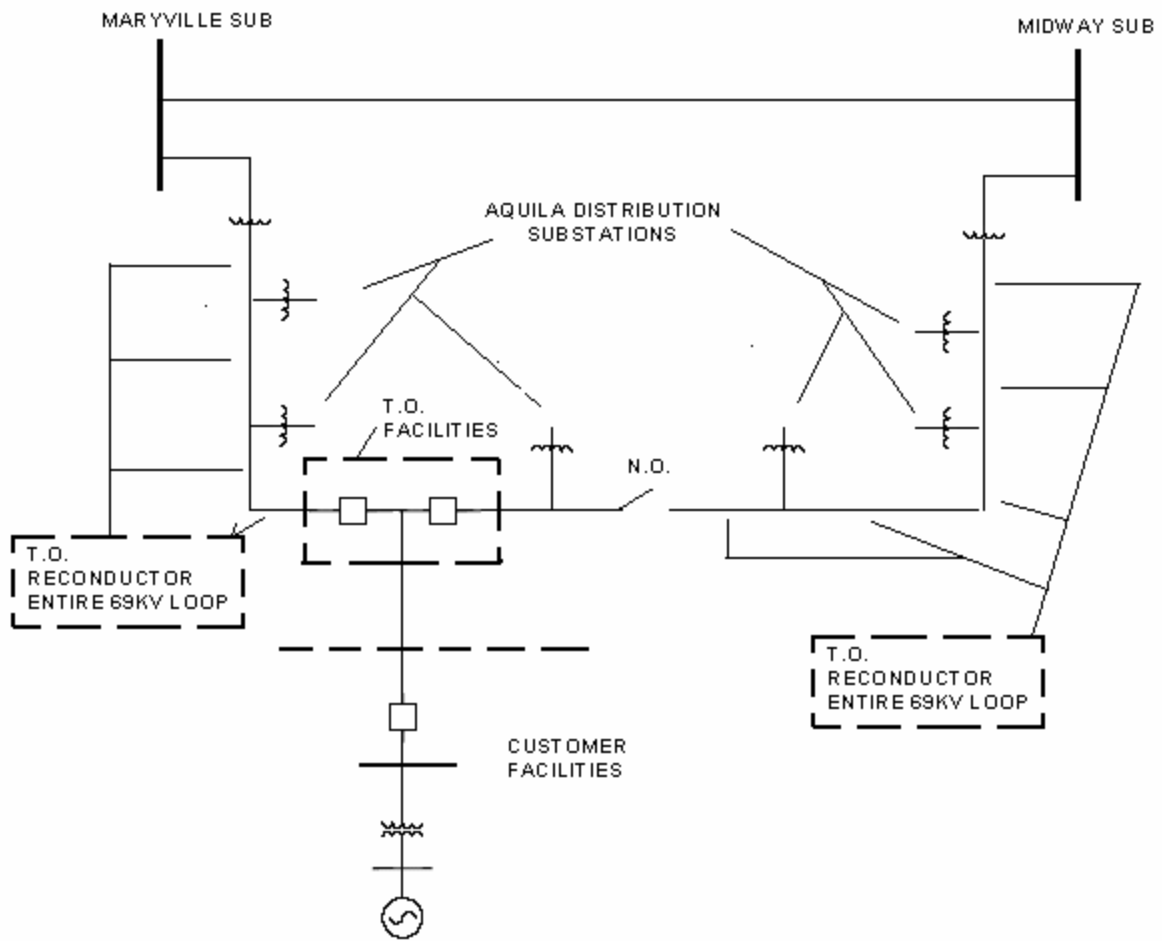 MARYVILLE SUB
MIDWAY SUB
AQUILA DISTRIBUTION
SUBSTATIONS
T.O.
FACILITIES
N.O.
T.O.
RECONDUCTOR
ENTIRE 69KV LOOP
T.O.
RECONDUCTOR
ENTIRE 69KV LOOP
CUSTOMER
FACILITIES